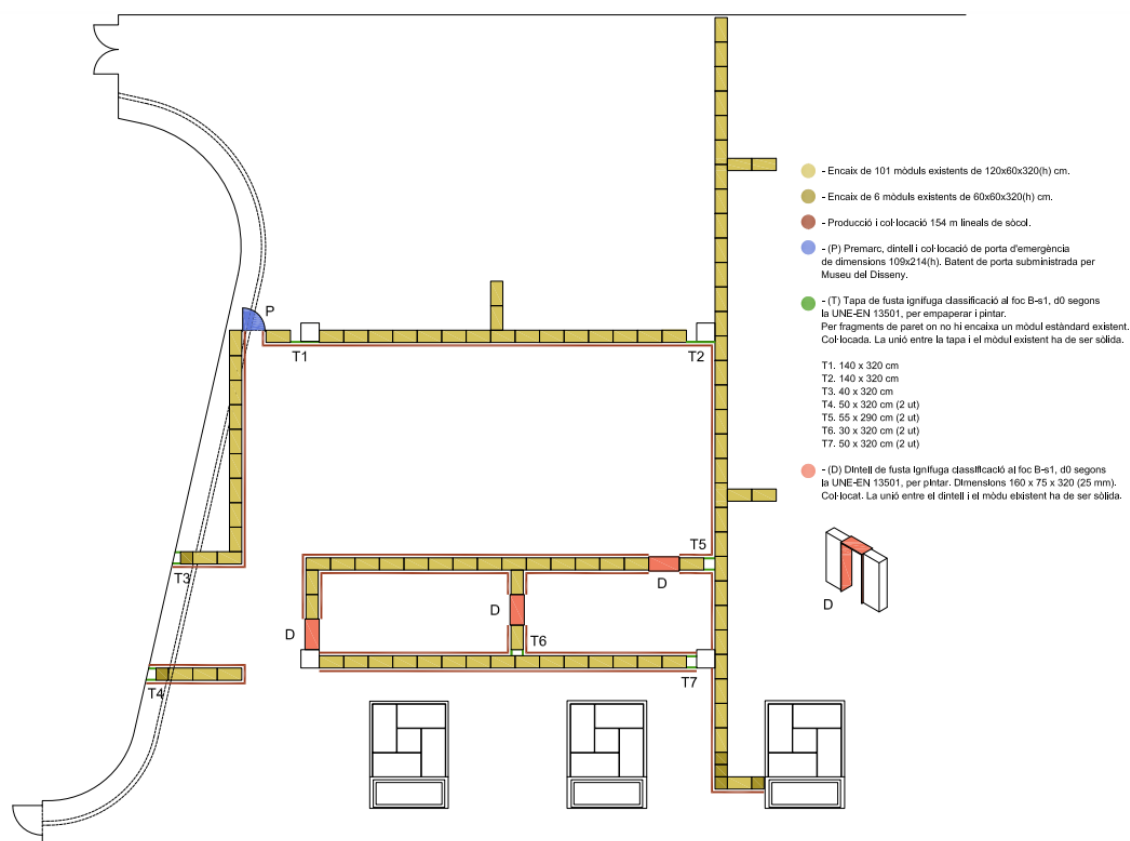 - Encaix de 101 mòduls existents de 120x60x320(h) cm.
- Encaix de 6 mòduls existents de 60x60x320(h) cm.
- Producció i col·locació 154 m lineals de sòcol.
- (P) Premarc, dintell i col·locació de porta d'emergència
de dimensions 109x214(h). Batent de porta subministrada per
Museu del Disseny.
- (T) Tapa de fusta ignífuga classificació al foc B-s1, d0 segons
la UNE-EN 13501, per empaperar i pintar.
Per fragments de paret on no hi encaixa un mòdul estàndard existent.
Col·locada. La unió entre la tapa i el mòdul existent ha de ser sòlida.
T1. 140 x 320 cm
T2. 140 x 320 cm
T3. 40 x 320 cm
T4. 50 x 320 cm (2 ut)
T5. 55 x 290 cm (2 ut)
T6. 30 x 320 cm (2 ut)
T7. 50 x 320 cm (2 ut)
- (D) Dintell de fusta ignífuga classificació al foc B-s1, d0 segons
la UNE-EN 13501, per pintar. Dimensions 160 x 75 x 320 (25 mm).
Col·locat. La unió entre el dintell i el mòdu existent ha de ser sòlida.
P
T1
T2
T3
T5
D
D
D
D
T6
T7
T4